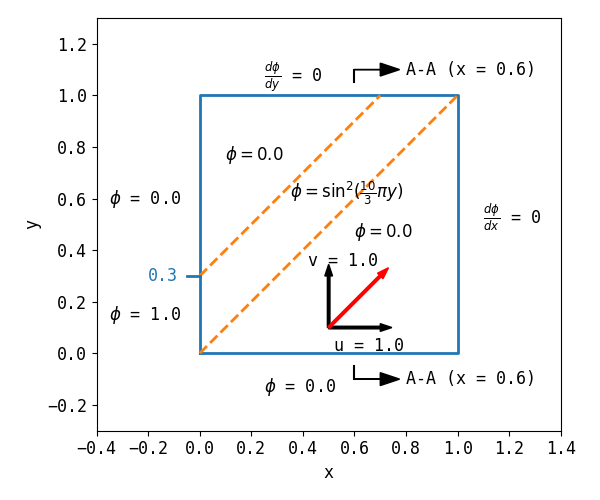 1.2
1.0
0.8
0.6
0.4
0.2
0.0
−0.2
−0.4 −0.2 0.0 0.2 0.4 0.6 0.8 1.0 1.2 1.4
x
y
dϕ/dy = 0
A-A (x = 0.6)
ϕ = 0.0
ϕ = 0.0
ϕ = sin²(10/3 πy)
dϕ/dx = 0
ϕ = 0.0
v = 1.0
0.3
ϕ = 1.0
u = 1.0
ϕ = 0.0
A-A (x = 0.6)